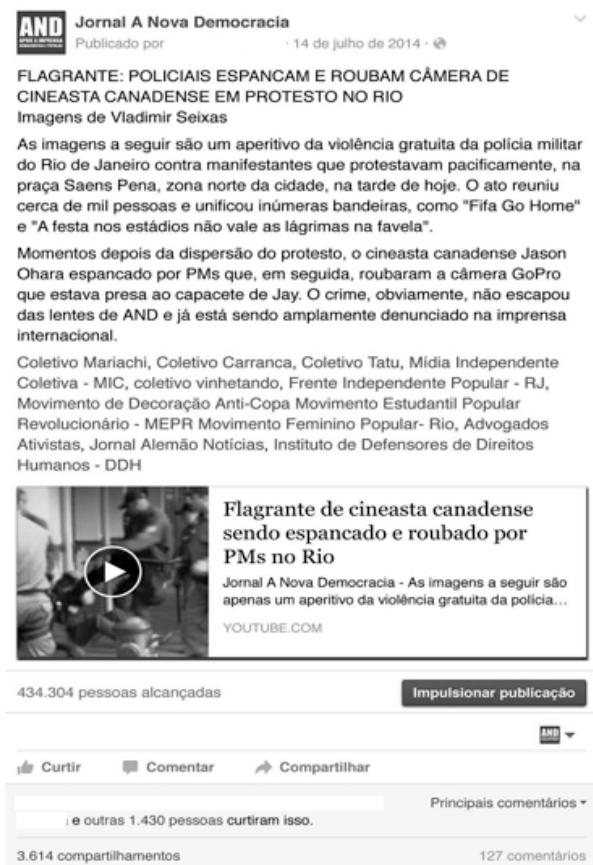 AND
Jornal A Nova Democracia
Publicado por · 14 de julho de 2014 ·
FLAGRANTE: POLICIAIS ESPANCAM E ROUBAM CÂMERA DE
CINEASTA CANADENSE EM PROTESTO NO RIO
Imagens de Vladimir Seixas
As imagens a seguir são um aperitivo da violência gratuita da polícia militar
do Rio de Janeiro contra manifestantes que protestavam pacificamente, na
praça Saens Pena, zona norte da cidade, na tarde de hoje. O ato reuniu
cerca de mil pessoas e unificou inúmeras bandeiras, como "Fifa Go Home"
e "A festa nos estádios não vale as lágrimas na favela".
Momentos depois da dispersão do protesto, o cineasta canadense Jason
Ohara espancado por PMs que, em seguida, roubaram a câmera GoPro
que estava presa ao capacete de Jay. O crime, obviamente, não escapou
das lentes de AND e já está sendo amplamente denunciado na imprensa
internacional.
Coletivo Mariachi, Coletivo Carranca, Coletivo Tatu, Mídia Independente
Coletiva - MIC, coletivo vinhetando, Frente Independente Popular - RJ,
Movimento de Decoração Anti-Copa Movimento Estudantil Popular
Revolucionário - MEPR Movimento Feminino Popular- Rio, Advogados
Ativistas, Jornal Alemão Notícias, Instituto de Defensores de Direitos
Humanos - DDH
Flagrante de cineasta canadense
sendo espancado e roubado por
PMs no Rio
Jornal A Nova Democracia - As imagens a seguir são
apenas um aperitivo da violência gratuita da polícia...
YOUTUBE.COM
434.304 pessoas alcançadas
Impulsionar publicação
AND
Curtir Comentar Compartilhar
Principais comentários
e outras 1.430 pessoas curtiram isso.
3.614 compartilhamentos
127 comentários